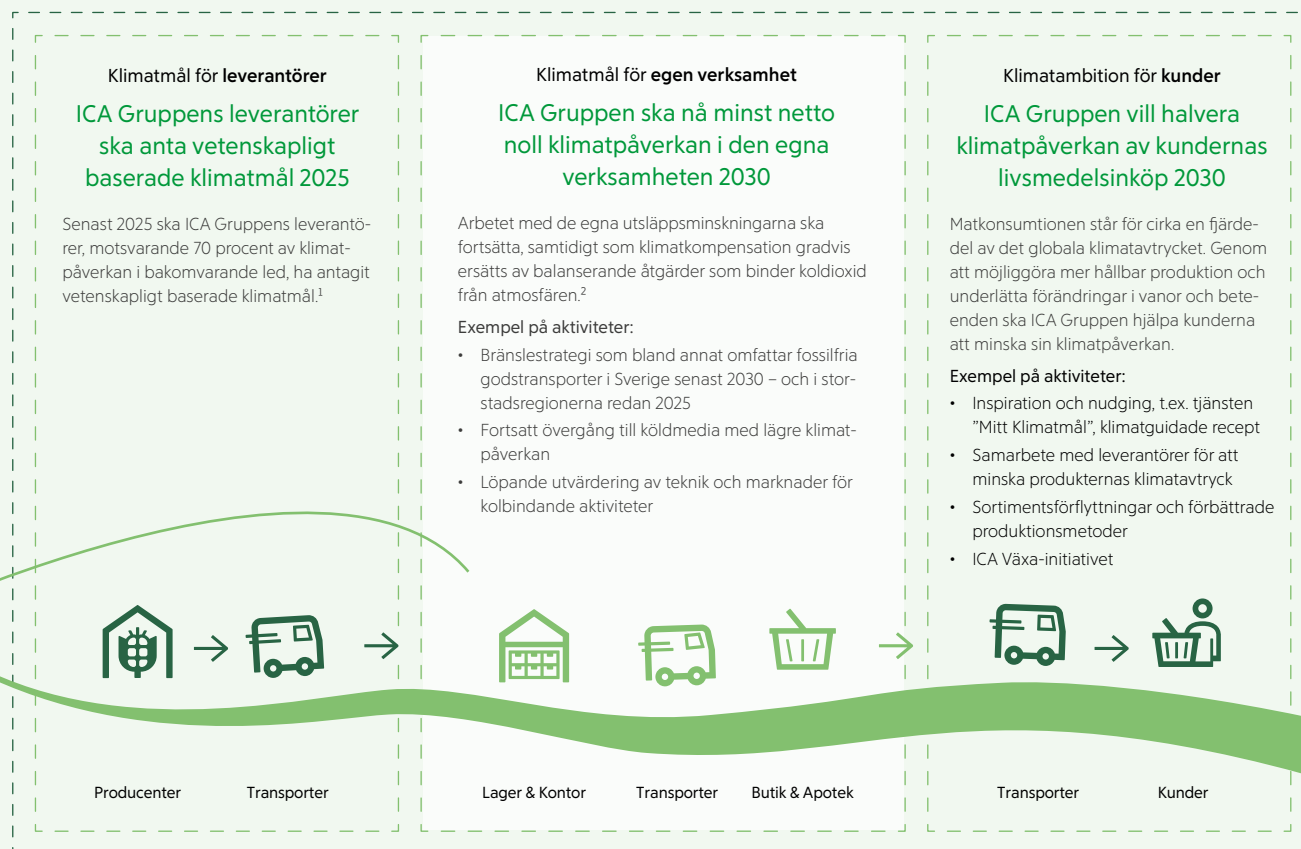 Klimatmål för leverantörer
ICA Gruppens leverantörer
ska anta vetenskapligt
baserade klimatmål 2025
Senast 2025 ska ICA Gruppens leverantö-
rer, motsvarande 70 procent av klimat-
påverkan i bakomvarande led, ha antagit
vetenskapligt baserade klimatmål.¹
Producenter
Transporter
Klimatmål för egen verksamhet
ICA Gruppen ska nå minst netto
noll klimatpåverkan i den egna
verksamheten 2030
Arbetet med de egna utsläppsminskningarna ska
fortsätta, samtidigt som klimatkompensation gradvis
ersätts av balanserande åtgärder som binder koldioxid
från atmosfären.²
Exempel på aktiviteter:
• Bränslestrategi som bland annat omfattar fossilfria
godstransporter i Sverige senast 2030 – och i stor-
stadsregionerna redan 2025
• Fortsatt övergång till köldmedia med lägre klimat-
påverkan
• Löpande utvärdering av teknik och marknader för
kolbindande aktiviteter
Lager & Kontor
Transporter
Butik & Apotek
Klimatambition för kunder
ICA Gruppen vill halvera
klimatpåverkan av kundernas
livsmedelsinköp 2030
Matkonsumtionen står för cirka en fjärde-
del av det globala klimatavtrycket. Genom
att möjliggöra mer hållbar produktion och
underlätta förändringar i vanor och bete-
enden ska ICA Gruppen hjälpa kunderna
att minska sin klimatpåverkan.
Exempel på aktiviteter:
• Inspiration och nudging, t.ex. tjänsten
”Mitt Klimatmål”, klimatguidade recept
• Samarbete med leverantörer för att
minska produkternas klimatavtryck
• Sortimentsförflyttningar och förbättrade
produktionsmetoder
• ICA Växa-initiativet
Transporter
Kunder